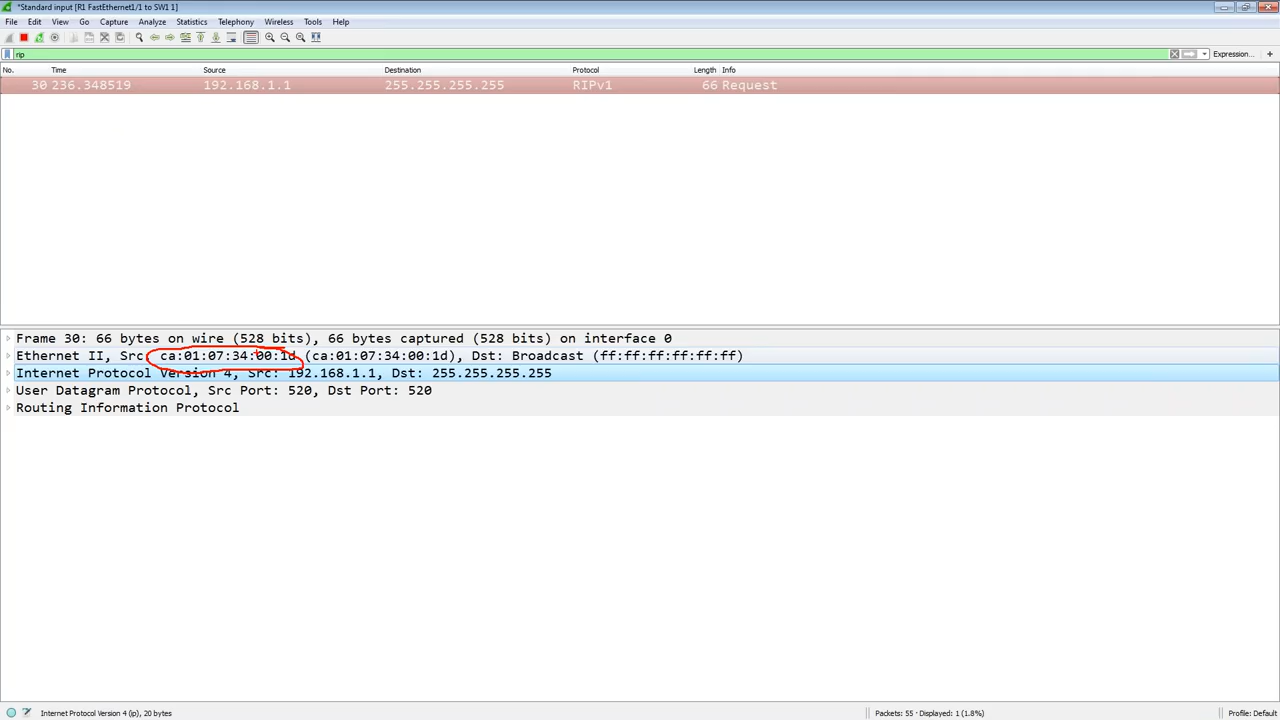 *Standard input [R1 FastEthernet1/1 to SW1 1]
File Edit View Go Capture Analyze Statistics Telephony Wireless Tools Help
rip Expression... +
No. Time Source Destination Protocol Length Info
30 236.348519 192.168.1.1 255.255.255.255 RIPv1 66 Request
Frame 30: 66 bytes on wire (528 bits), 66 bytes captured (528 bits) on interface 0
Ethernet II, Src: ca:01:07:34:00:1d (ca:01:07:34:00:1d), Dst: Broadcast (ff:ff:ff:ff:ff:ff)
Internet Protocol Version 4, Src: 192.168.1.1, Dst: 255.255.255.255
User Datagram Protocol, Src Port: 520, Dst Port: 520
Routing Information Protocol
Internet Protocol Version 4 (ip), 20 bytes Packets: 55 · Displayed: 1 (1.8%) Profile: Default